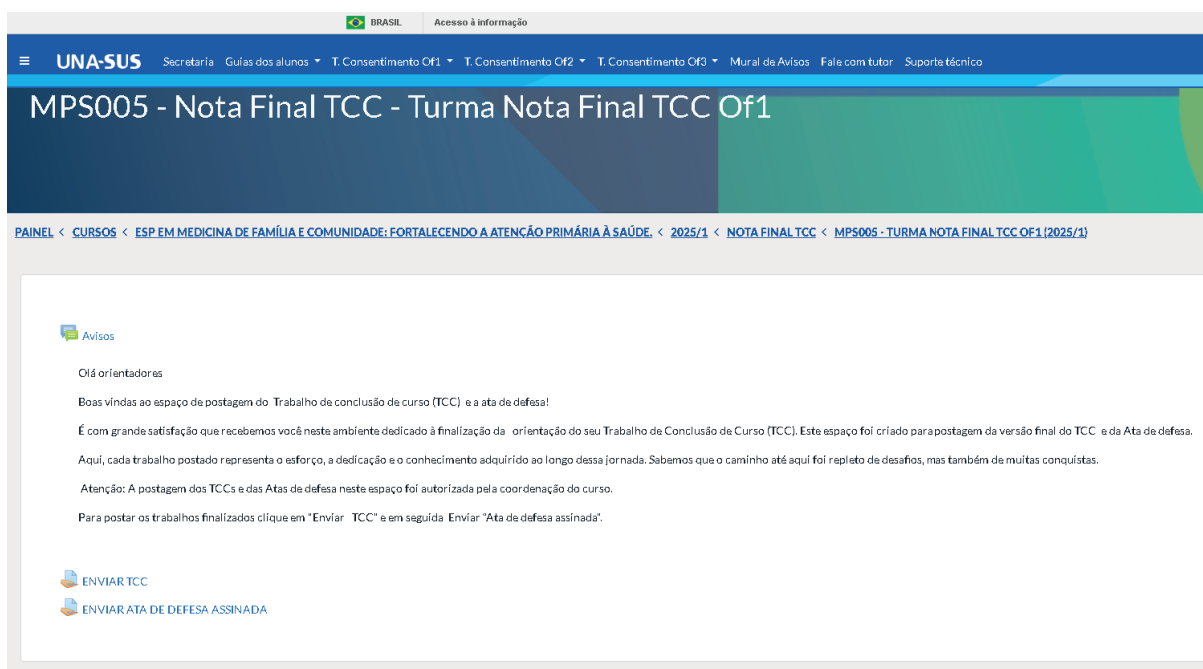 BRASIL Acesso à informação
UNA-SUS Secretaria Guias dos alunos T. Consentimento Of1 T. Consentimento Of2 T. Consentimento Of3 Mural de Avisos Fale com tutor Suporte técnico
MPS005 - Nota Final TCC - Turma Nota Final TCC Of1
PAINEL < CURSOS < ESP EM MEDICINA DE FAMÍLIA E COMUNIDADE: FORTALECENDO A ATENÇÃO PRIMÁRIA À SAÚDE. < 2025/1 < NOTA FINAL TCC < MPS005 - TURMA NOTA FINAL TCC OF1 (2025/1)
Avisos
Olá orientadores
Boas vindas ao espaço de postagem do Trabalho de conclusão de curso (TCC) e a ata de defesa!
É com grande satisfação que recebemos você neste ambiente dedicado à finalização da orientação do seu Trabalho de Conclusão de Curso (TCC). Este espaço foi criado para postagem da versão final do TCC e da Ata de defesa.
Aqui, cada trabalho postado representa o esforço, a dedicação e o conhecimento adquirido ao longo dessa jornada. Sabemos que o caminho até aqui foi repleto de desafios, mas também de muitas conquistas.
Atenção: A postagem dos TCCs e das Atas de defesa neste espaço foi autorizada pela coordenação do curso.
Para postar os trabalhos finalizados clique em "Enviar TCC" e em seguida Enviar "Ata de defesa assinada".
ENVIAR TCC
ENVIAR ATA DE DEFESA ASSINADA